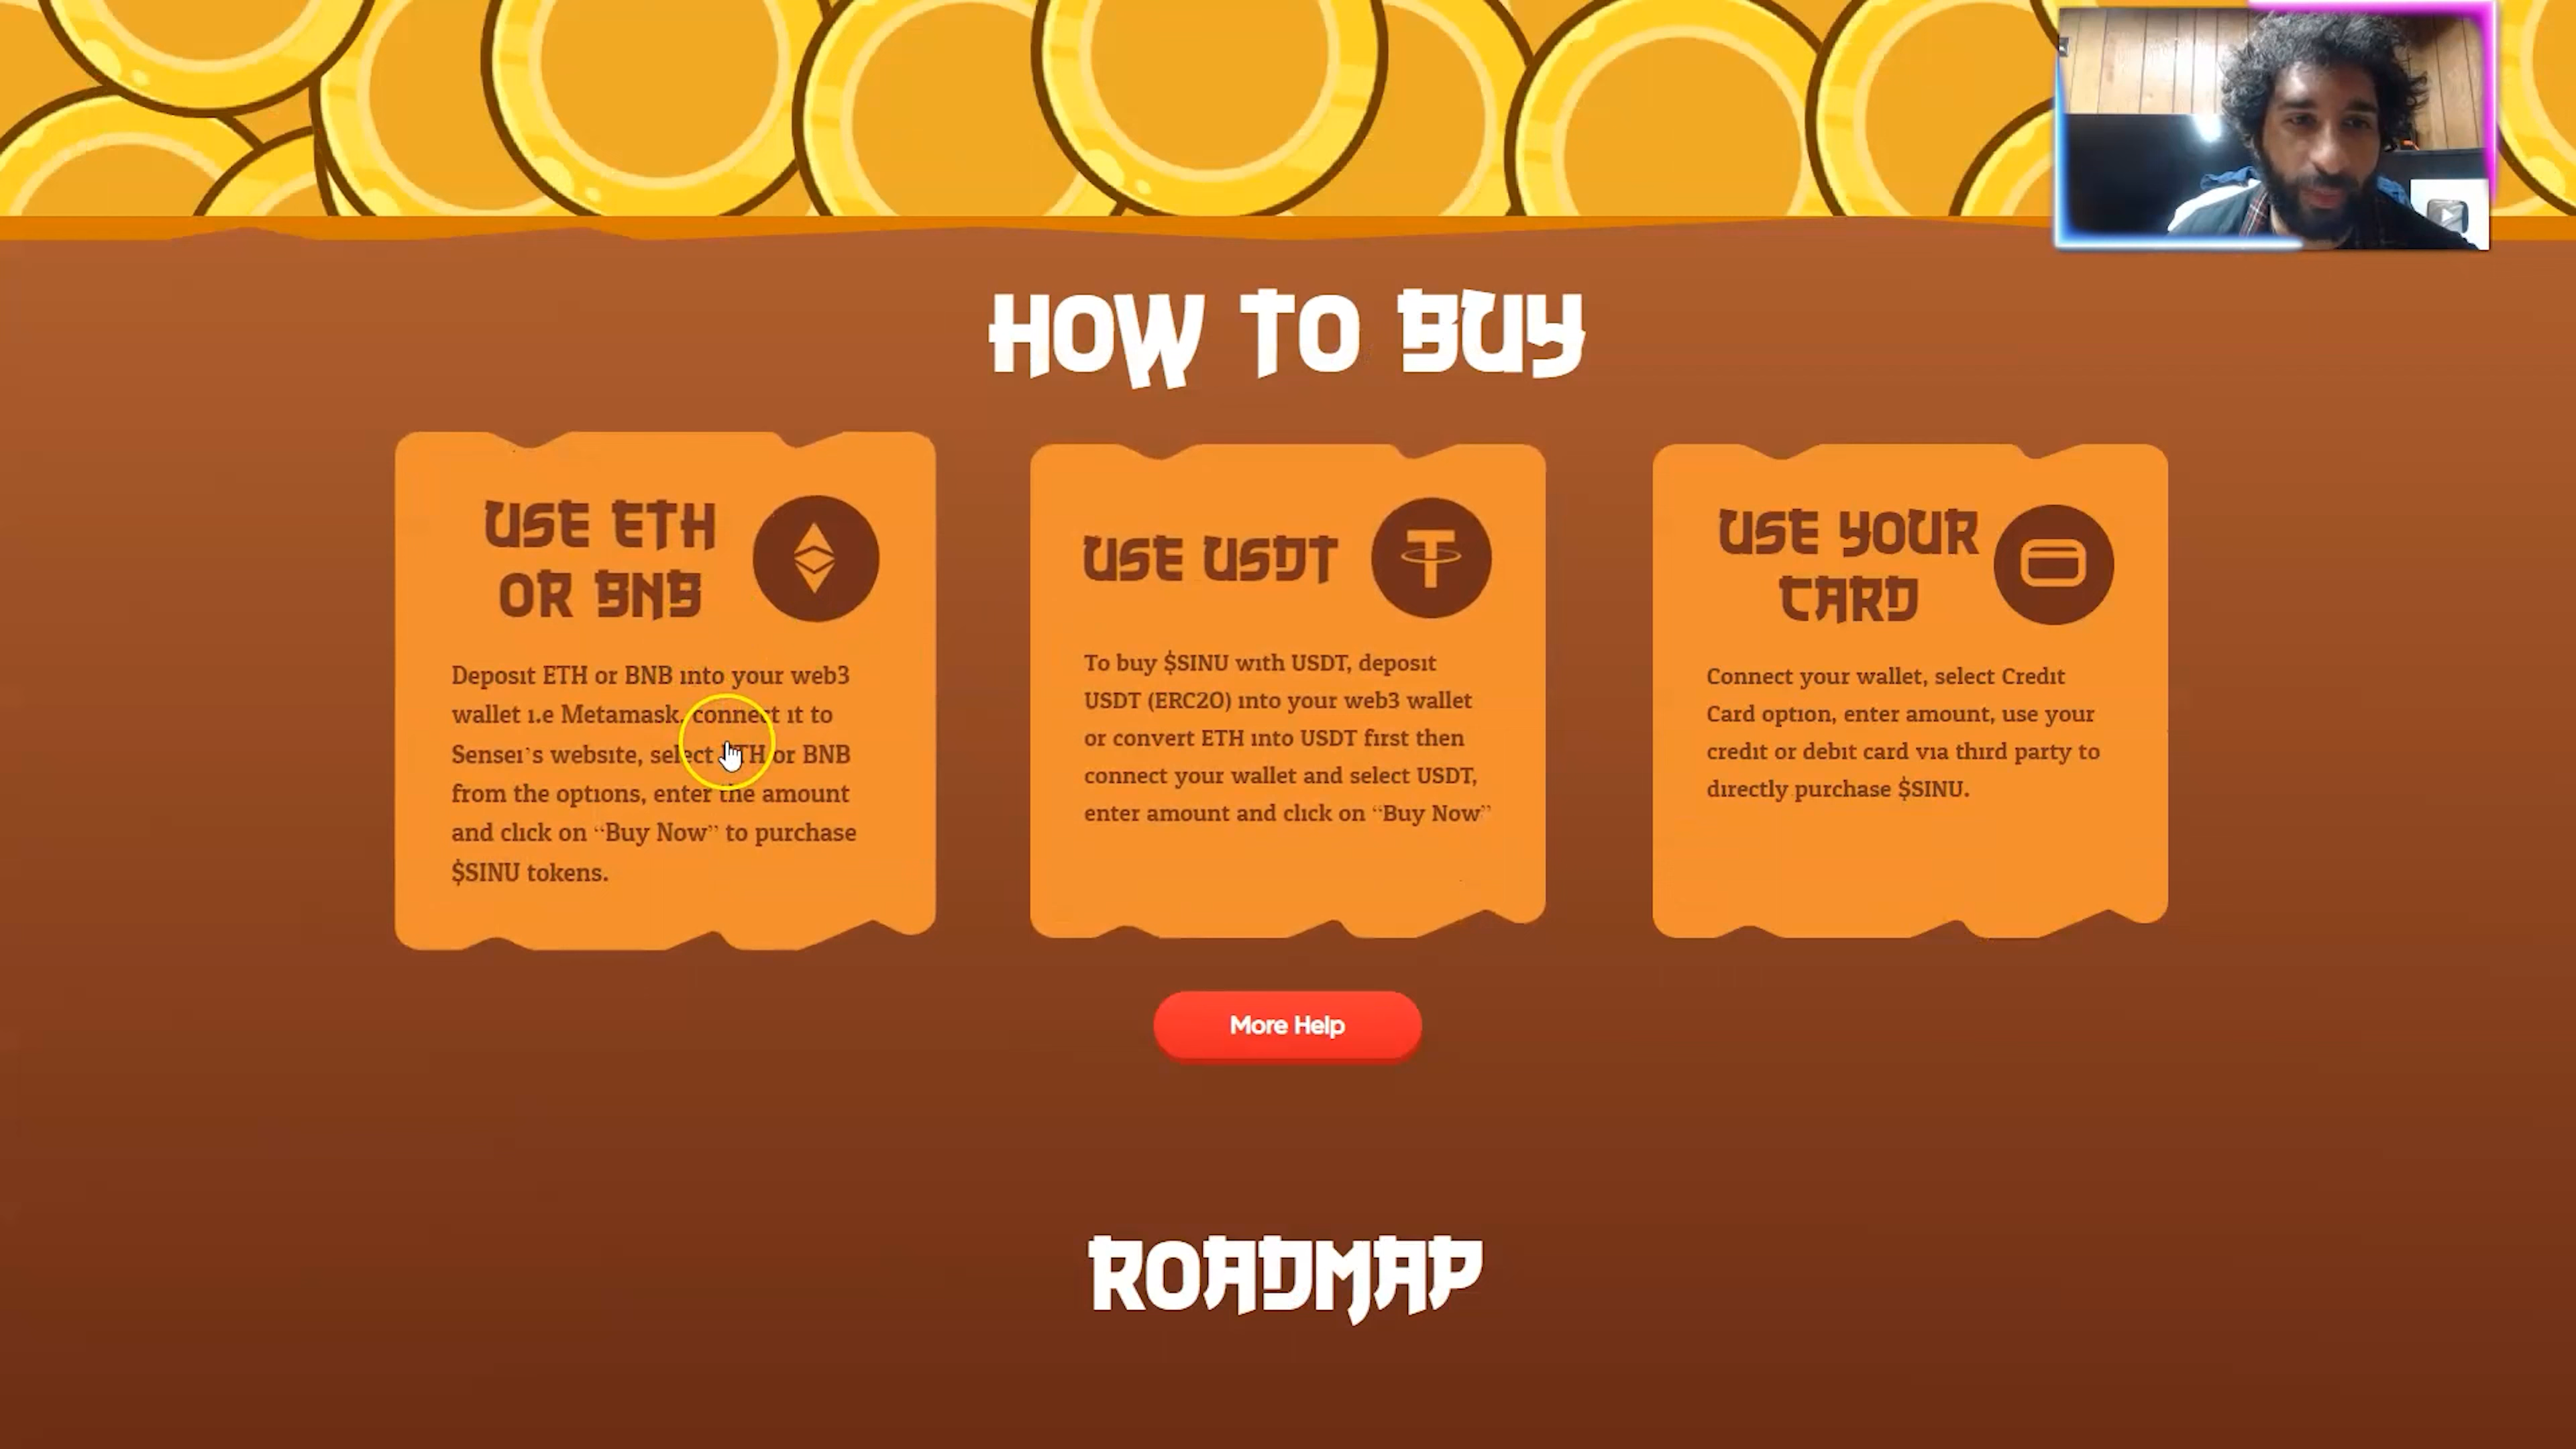 HOW TO BUY
USE ETH
OR BNB
Deposit ETH or BNB into your web3
wallet i.e Metamask, connect it to
Sensei's website, select ETH or BNB
from the options, enter the amount
and click on “Buy Now” to purchase
$SINU tokens.
USE USDT
To buy $SINU with USDT, deposit
USDT (ERC20) into your web3 wallet
or convert ETH into USDT first then
connect your wallet and select USDT,
enter amount and click on “Buy Now”
USE YOUR
CARD
Connect your wallet, select Credit
Card option, enter amount, use your
credit or debit card via third party to
directly purchase $SINU.
More Help
ROADMAP